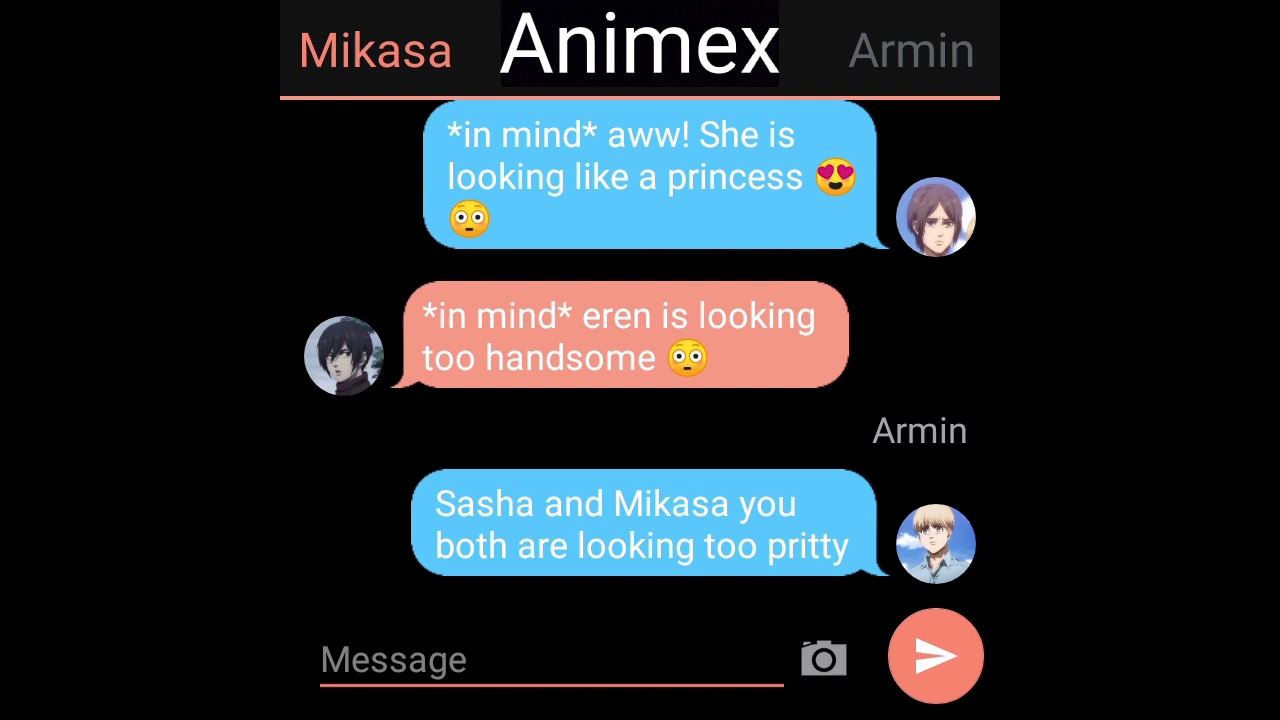 Mikasa Animex Armin
*in mind* aww! She is
looking like a princess 😍
😳
*in mind* eren is looking
too handsome 😳
Armin
Sasha and Mikasa you
both are looking too pritty
Message